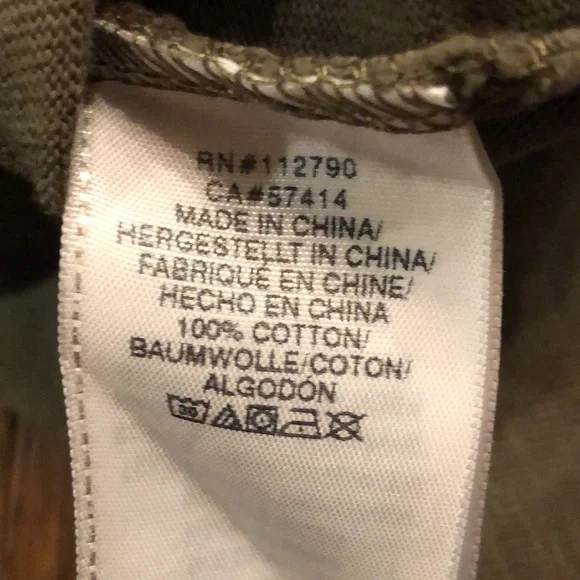 RN#112790
CA#57414
MADE IN CHINA/
HERGESTELLT IN CHINA/
FABRIQUÉ EN CHINE/
HECHO EN CHINA
100% COTTON/
BAUMWOLLE/COTON/
ALGODÓN
30